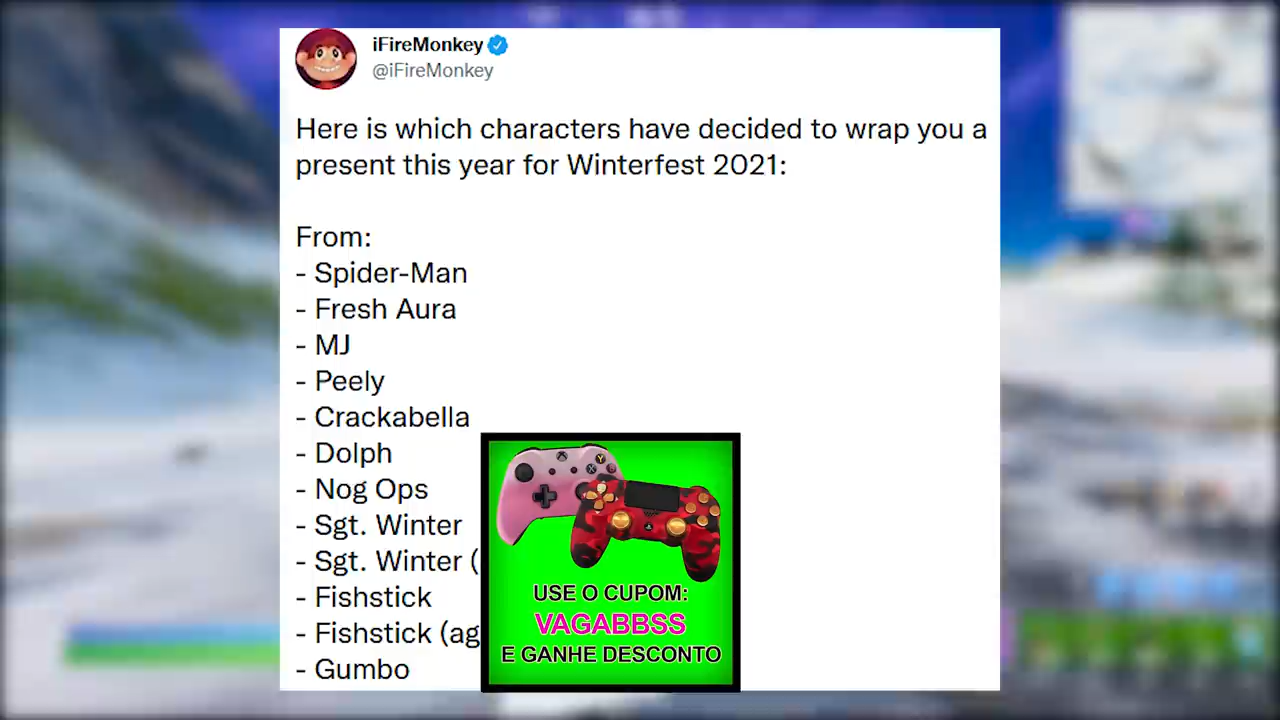 iFireMonkey
@iFireMonkey
Here is which characters have decided to wrap you a
present this year for Winterfest 2021:
From:
- Spider-Man
- Fresh Aura
- MJ
- Peely
- Crackabella
- Dolph
- Nog Ops
- Sgt. Winter
- Sgt. Winter (
- Fishstick
- Fishstick (ag
- Gumbo
USE O CUPOM:
VAGABBSS
E GANHE DESCONTO